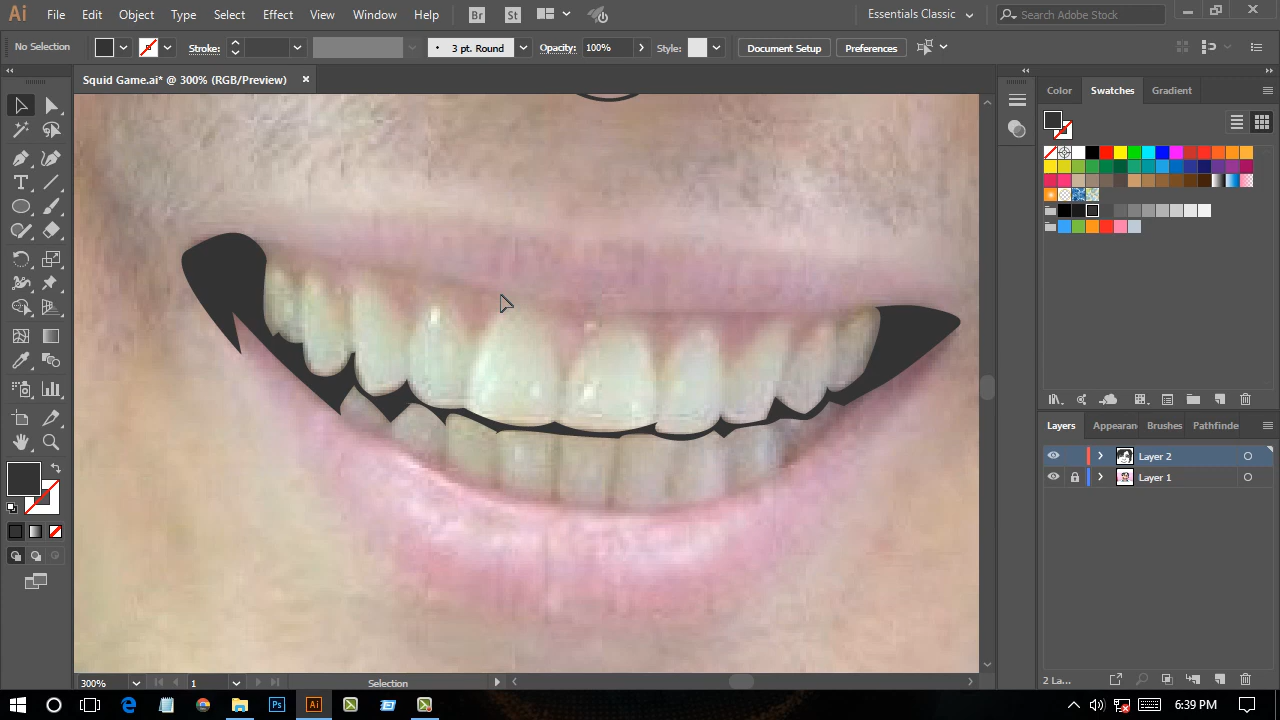 Ai File Edit Object Type Select Effect View Window Help Br St Essentials Classic Search Adobe Stock
No Selection Stroke: 3 pt. Round Opacity: 100% Style: Document Setup Preferences
Squid Game.ai* @ 300% (RGB/Preview)
Color Swatches Gradient
Layers Appearan Brushes Pathfinde
Layer 2
Layer 1
2 La...
300% 1 Selection
Ps Ai 6:39 PM